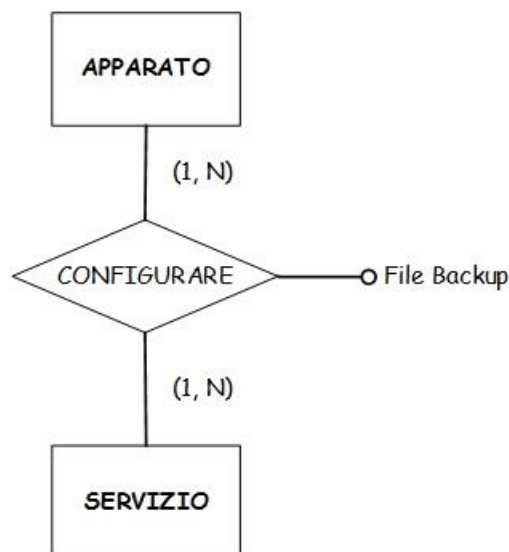 APPARATO
(1, N)
CONFIGURARE
File Backup
(1, N)
SERVIZIO